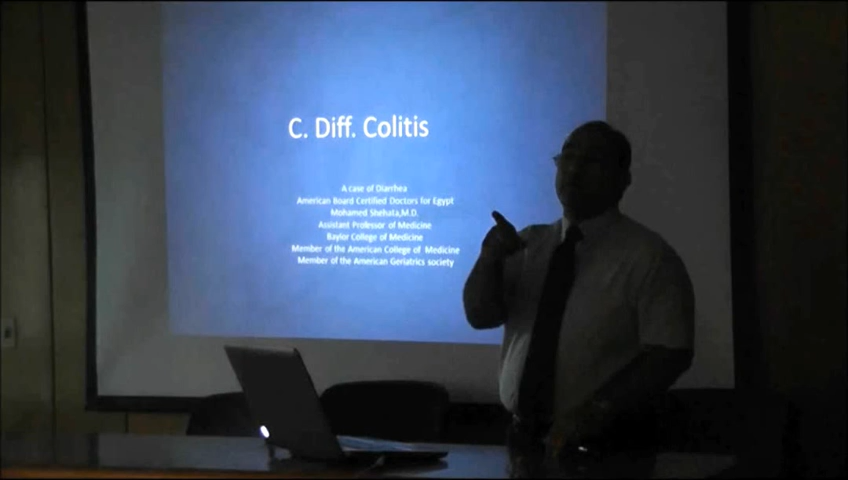 C. Diff. Colitis
A case of Diarrhea
American Board Certified Doctors for Egypt
Mohamed Shehata,M.D.
Assistant Professor of Medicine
Baylor College of Medicine
Member of the American College of Medicine
Member of the American Geriatrics society